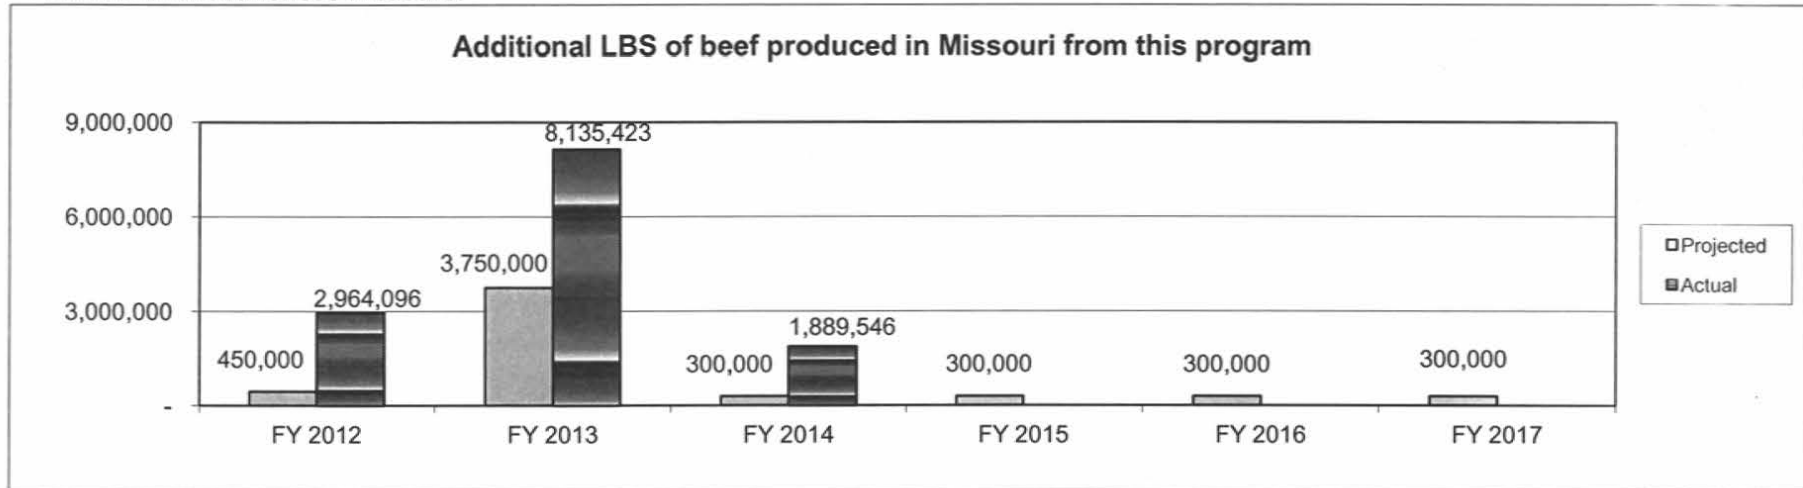 Additional LBS of beef produced in Missouri from this program
9,000,000
6,000,000
3,000,000
-
450,000
2,964,096
3,750,000
8,135,423
300,000
1,889,546
300,000
300,000
300,000
FY 2012
FY 2013
FY 2014
FY 2015
FY 2016
FY 2017
Projected
Actual